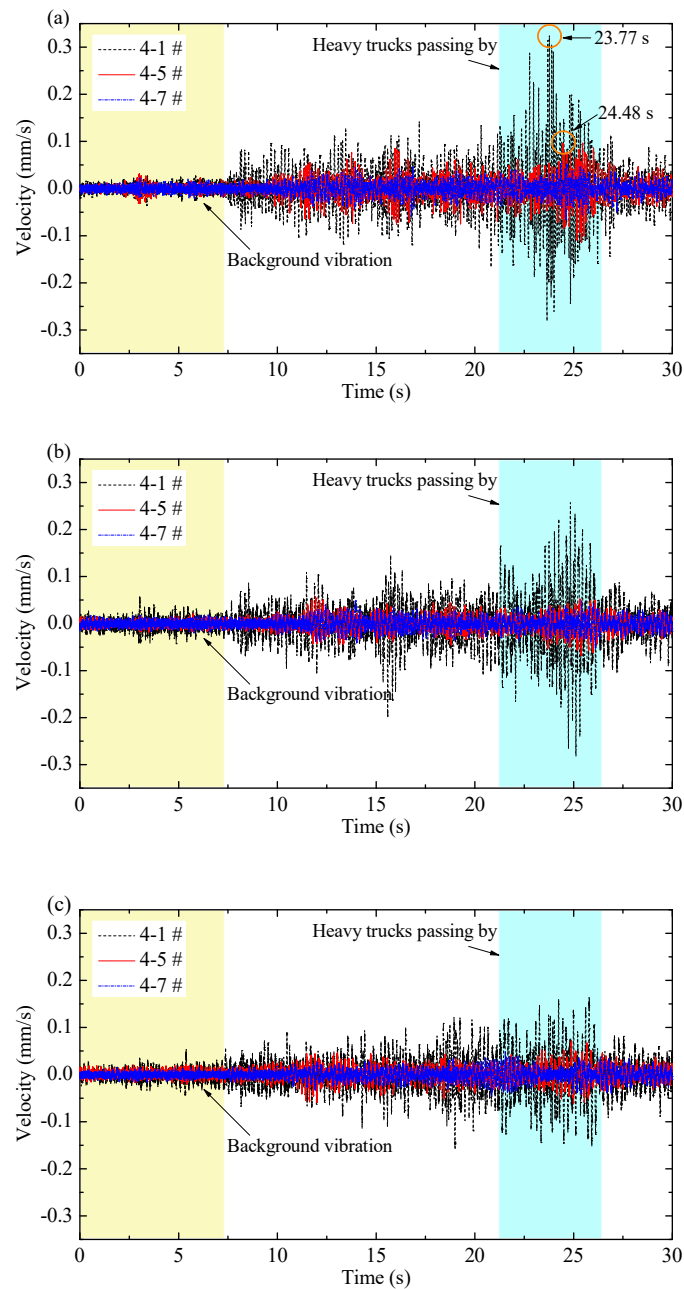 (a)
0.3
0.2
0.1
0.0
-0.1
-0.2
-0.3
Velocity (mm/s)
4-1 #
4-5 #
4-7 #
Heavy trucks passing by
23.77 s
24.48 s
Background vibration
0 5 10 15 20 25 30
Time (s)
(b)
0.3
0.2
0.1
0.0
-0.1
-0.2
-0.3
Velocity (mm/s)
4-1 #
4-5 #
4-7 #
Heavy trucks passing by
Background vibration
0 5 10 15 20 25 30
Time (s)
(c)
0.3
0.2
0.1
0.0
-0.1
-0.2
-0.3
Velocity (mm/s)
4-1 #
4-5 #
4-7 #
Heavy trucks passing by
Background vibration
0 5 10 15 20 25 30
Time (s)